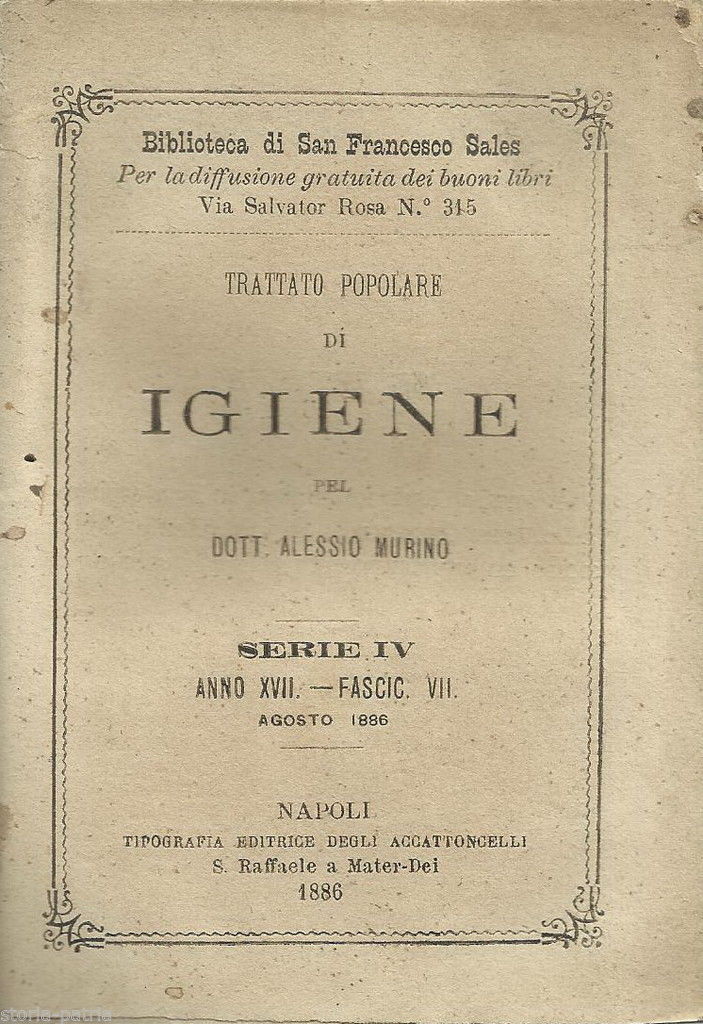 Biblioteca di San Francesco Sales
Per la diffusione gratuita dei buoni libri
Via Salvator Rosa N.° 315
TRATTATO POPOLARE
DI
IGIENE
PEL
DOTT. ALESSIO MURINO
SERIE IV
ANNO XVII. — FASCIC. VII.
AGOSTO 1886
NAPOLI
TIPOGRAFIA EDITRICE DEGLI ACCATTONCELLI
S. Raffaele a Mater-Dei
1886
storia-patria